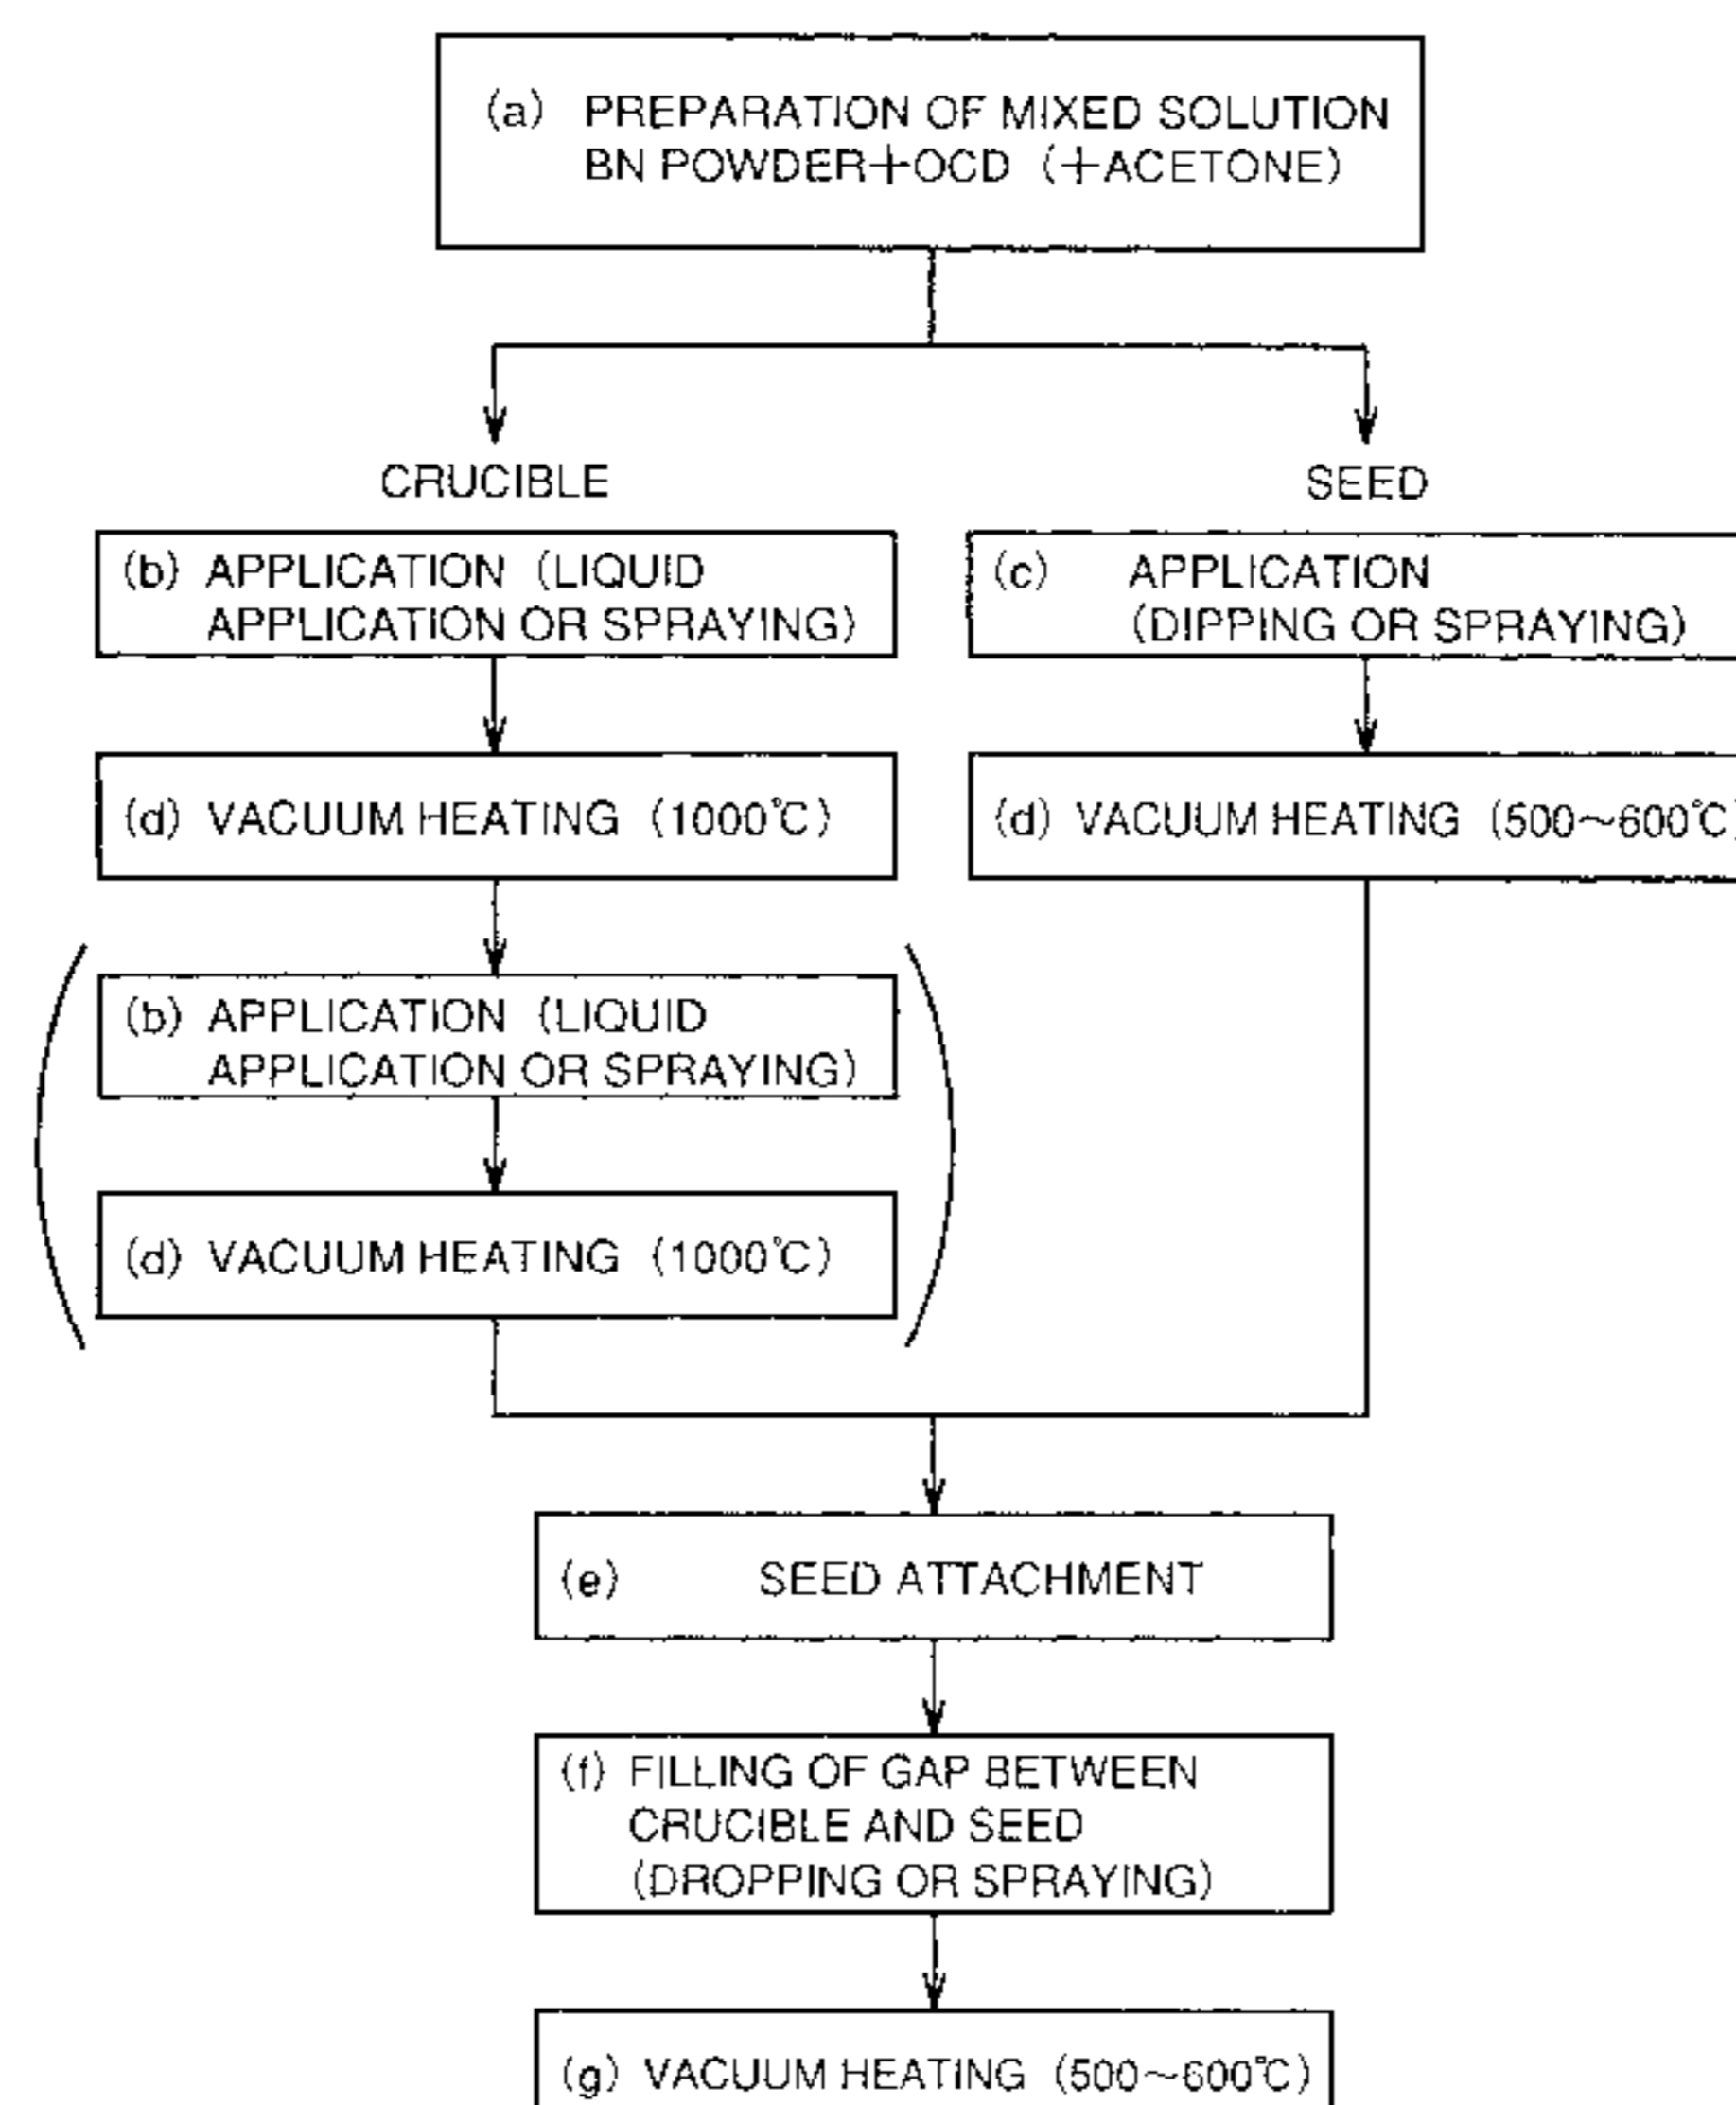 (a) PREPARATION OF MIXED SOLUTION
BN POWDER+OCD (+ACETONE)
CRUCIBLE
(b) APPLICATION (LIQUID
APPLICATION OR SPRAYING)
(d) VACUUM HEATING (1000℃)
(b) APPLICATION (LIQUID
APPLICATION OR SPRAYING)
(d) VACUUM HEATING (1000℃)
SEED
(c) APPLICATION
(DIPPING OR SPRAYING)
(d) VACUUM HEATING (500~600℃)
(e) SEED ATTACHMENT
(f) FILLING OF GAP BETWEEN
CRUCIBLE AND SEED
(DROPPING OR SPRAYING)
(g) VACUUM HEATING (500~600℃)